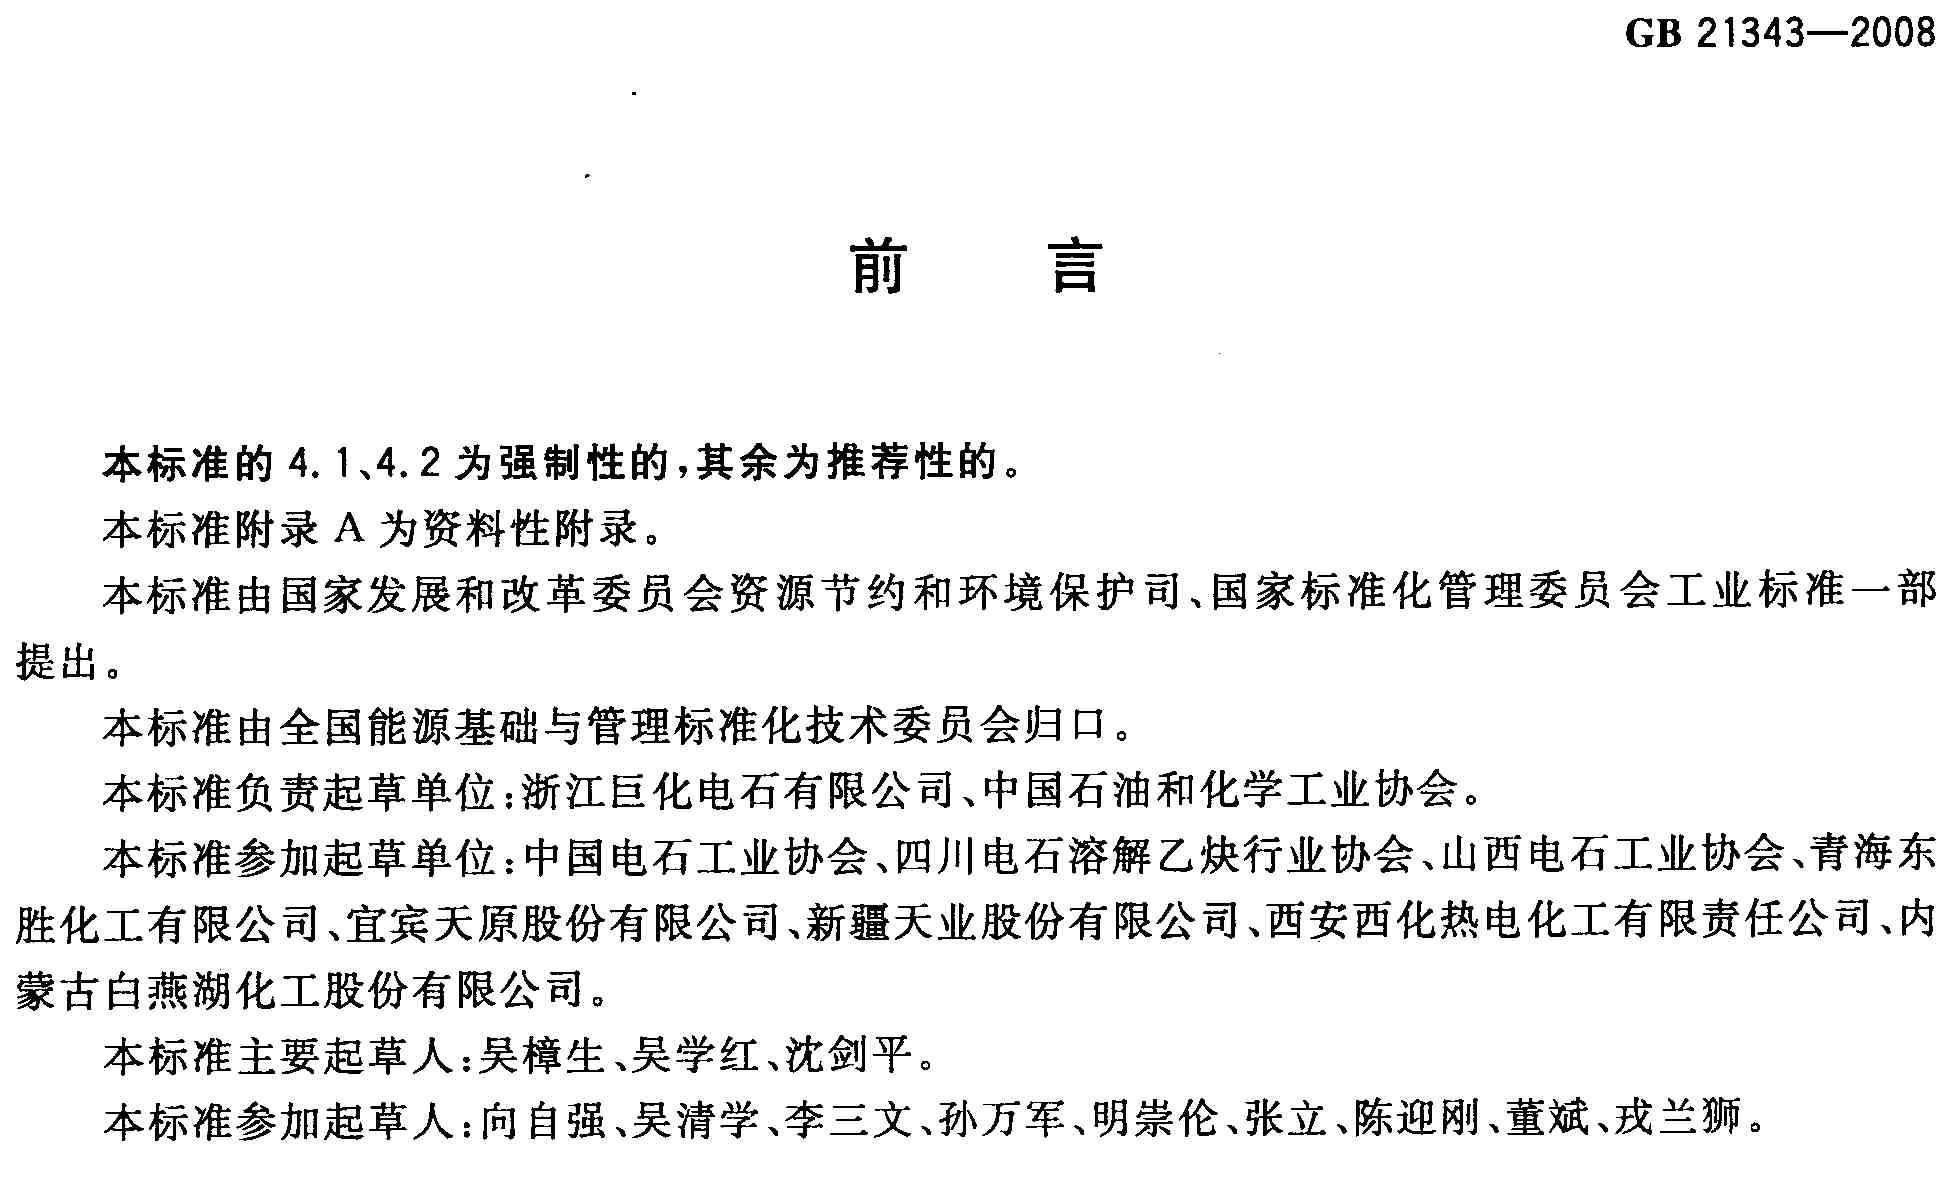 GB 21343—2008
前 言
本标准的 4.1、4.2 为强制性的,其余为推荐性的。
本标准附录 A 为资料性附录。
本标准由国家发展和改革委员会资源节约和环境保护司、国家标准化管理委员会工业标准一部
提出。
本标准由全国能源基础与管理标准化技术委员会归口。
本标准负责起草单位:浙江巨化电石有限公司、中国石油和化学工业协会。
本标准参加起草单位:中国电石工业协会、四川电石溶解乙炔行业协会、山西电石工业协会、青海东
胜化工有限公司、宜宾天原股份有限公司、新疆天业股份有限公司、西安西化热电化工有限责任公司、内
蒙古白燕湖化工股份有限公司。
本标准主要起草人:吴樟生、吴学红、沈剑平。
本标准参加起草人:向自强、吴清学、李三文、孙万军、明崇伦、张立、陈迎刚、董斌、戎兰狮。